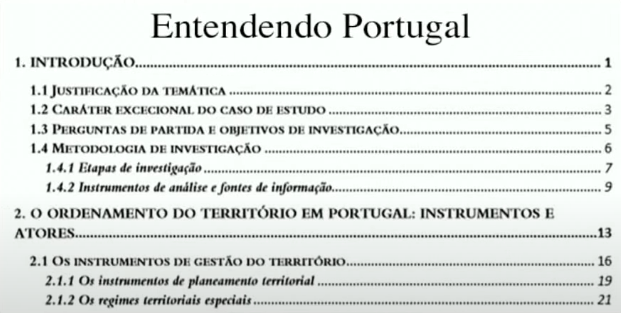 Entendendo Portugal
1. INTRODUÇÃO........................................................................................................ 1
1.1 JUSTIFICAÇÃO DA TEMÁTICA ........................................................................ 2
1.2 CARÁTER EXCECIONAL DO CASO DE ESTUDO .................................................. 3
1.3 PERGUNTAS DE PARTIDA E OBJETIVOS DE INVESTIGAÇÃO.................................... 5
1.4 METODOLOGIA DE INVESTIGAÇÃO ................................................................. 6
1.4.1 Etapas de investigação .............................................................................. 7
1.4.2 Instrumentos de análise e fontes de informação.................................................. 9
2. O ORDENAMENTO DO TERRITÓRIO EM PORTUGAL: INSTRUMENTOS E
ATORES................................................................................................................13
2.1 OS INSTRUMENTOS DE GESTÃO DO TERRITÓRIO.............................................. 16
2.1.1 Os instrumentos de planeamento territorial ..................................................... 19
2.1.2 Os regimes territoriais especiais .................................................................. 21